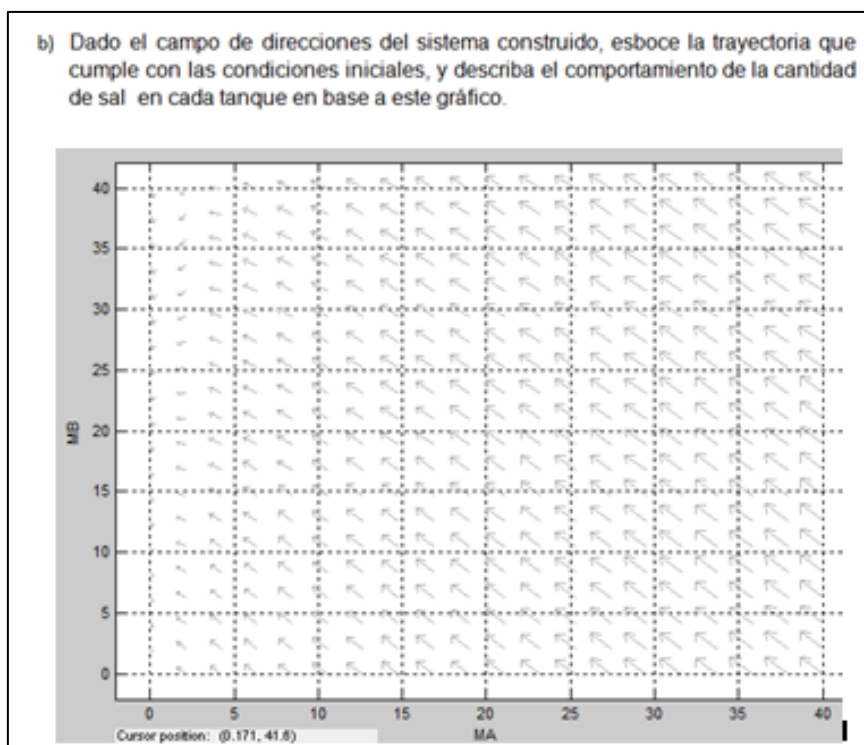 b) Dado el campo de direcciones del sistema construido, esboce la trayectoria que
cumple con las condiciones iniciales, y describa el comportamiento de la cantidad
de sal en cada tanque en base a este gráfico.
40
35
30
25
20
15
10
5
0
MB
0 5 10 15 20 25 30 35 40
Cursor position: (0.171, 41.6)
MA